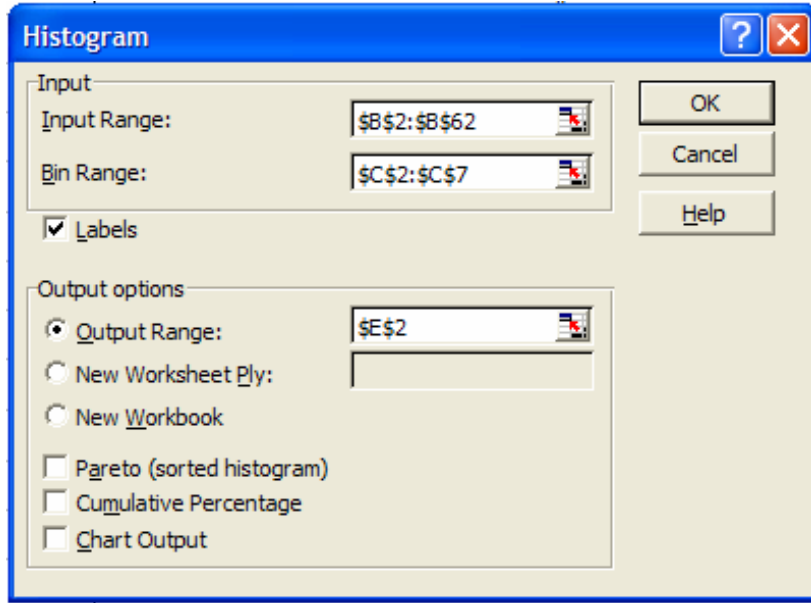 Histogram
Input
Input Range:
$B$2:$B$62
Bin Range:
$C$2:$C$7
Labels
OK
Cancel
Help
Output options
Output Range:
$E$2
New Worksheet Ply:
New Workbook
Pareto (sorted histogram)
Cumulative Percentage
Chart Output